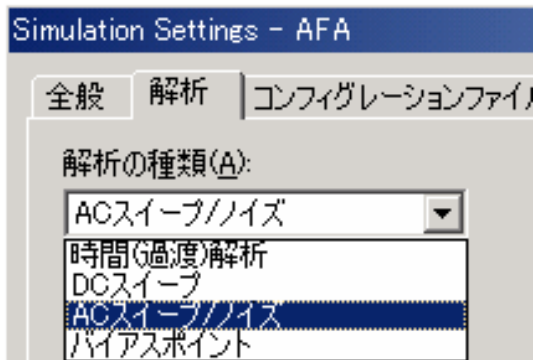 Simulation Settings - AFA
全般 解析 コンフィグレーションファイル
解析の種類(A):
ACスイープ/ノイズ
時間(過渡)解析
DCスイープ
ACスイープ/ノイズ
バイアスポイント